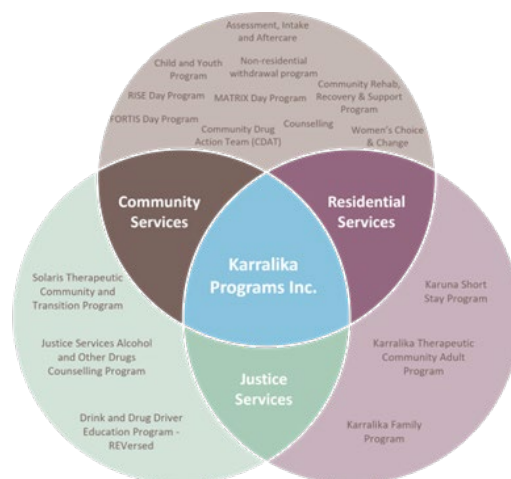 Assessment, Intake
and Aftercare
Child and Youth
Program
Non-residential
withdrawal program
Community Rehab,
Recovery & Support
Program
RISE Day Program
MATRIX Day Program
FORTIS Day Program
Community Drug
Action Team (CDAT)
Counselling
Women's Choice
& Change
Community
Services
Residential
Services
Karralika
Programs Inc.
Solaris Therapeutic
Community and
Transition Program
Karuna Short
Stay Program
Justice Services Alcohol
and Other Drugs
Counselling Program
Karralika Therapeutic
Community Adult
Program
Justice
Services
Drink and Drug Driver
Education Program -
REVersed
Karralika Family
Program